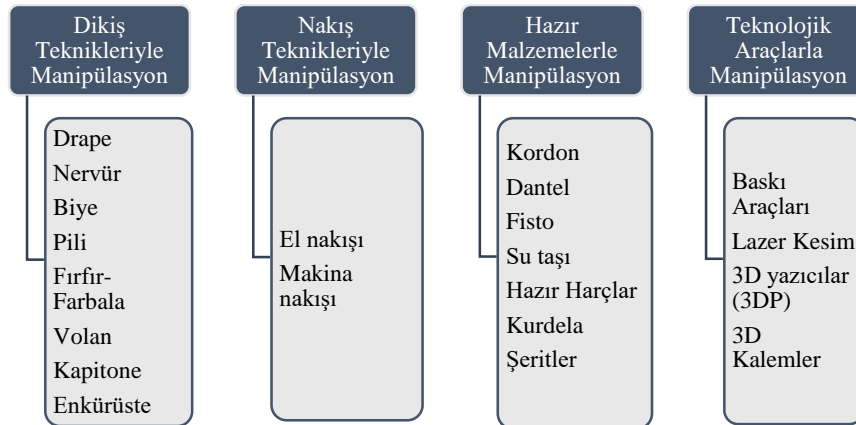 Dikiş
Teknikleriyle
Manipülasyon
Drape
Nervür
Biye
Pili
Fırfır-
Farbala
Volan
Kapitone
Enkürüste
Nakış
Teknikleriyle
Manipülasyon
El nakışı
Makina
nakışı
Hazır
Malzemelerle
Manipülasyon
Kordon
Dantel
Fisto
Su taşı
Hazır Harçlar
Kurdela
Şeritler
Teknolojik
Araçlarla
Manipülasyon
Baskı
Araçları
Lazer Kesim
3D yazıcılar
(3DP)
3D
Kalemler